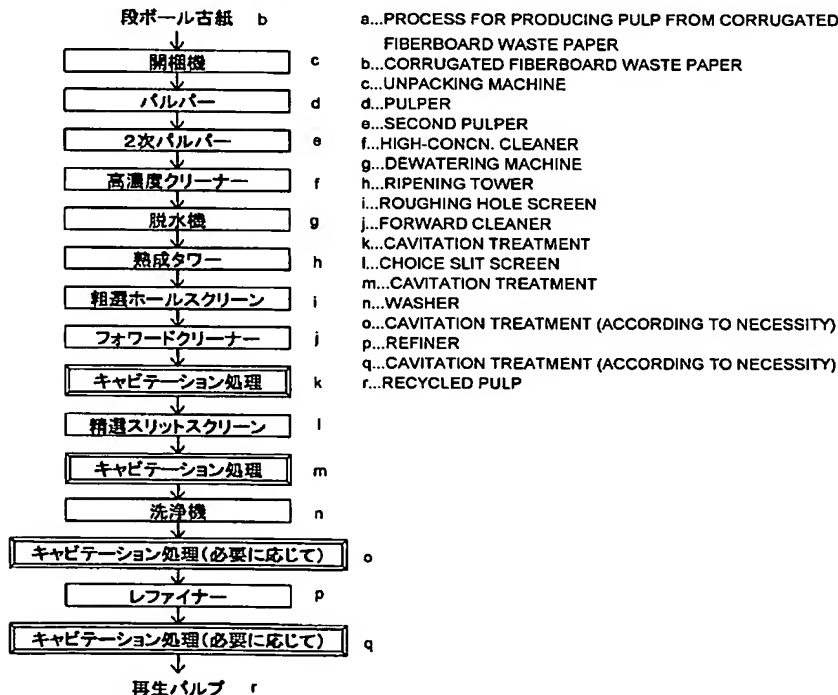 段ボール古紙 b
開梱機 c
パルパー d
2次パルパー e
高濃度クリーナー f
脱水機 g
熟成タワー h
粗選ホールスクリーン i
フォワードクリーナー j
キャビテーション処理 k
精選スリットスクリーン l
キャビテーション処理 m
洗浄機 n
キャビテーション処理(必要に応じて) o
レファイナー p
キャビテーション処理(必要に応じて) q
再生パルプ r
a...PROCESS FOR PRODUCING PULP FROM CORRUGATED
FIBERBOARD WASTE PAPER
b...CORRUGATED FIBERBOARD WASTE PAPER
c...UNPACKING MACHINE
d...PULPER
e...SECOND PULPER
f...HIGH-CONCN. CLEANER
g...DEWATERING MACHINE
h...RIPENING TOWER
i...ROUGHING HOLE SCREEN
j...FORWARD CLEANER
k...CAVITATION TREATMENT
l...CHOICE SLIT SCREEN
m...CAVITATION TREATMENT
n...WASHER
o...CAVITATION TREATMENT (ACCORDING TO NECESSITY)
p...REFINER
q...CAVITATION TREATMENT (ACCORDING TO NECESSITY)
r...RECYCLED PULP